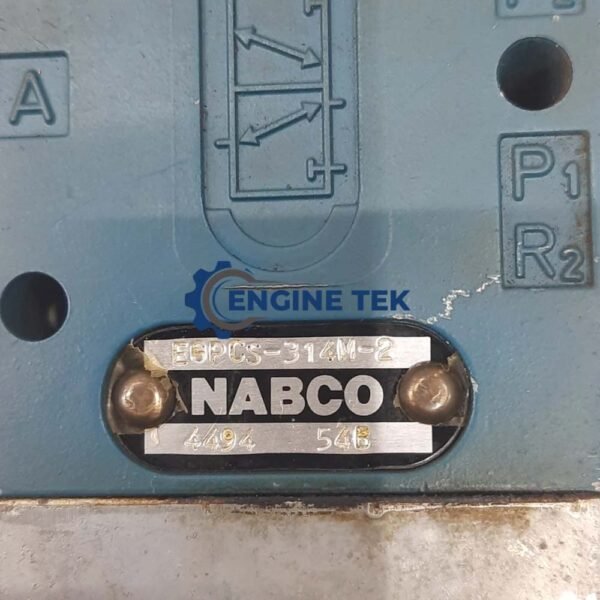 A
P1
R2
ENGINE TEK
EGPCS-314M-2
NABCO
4494 54B